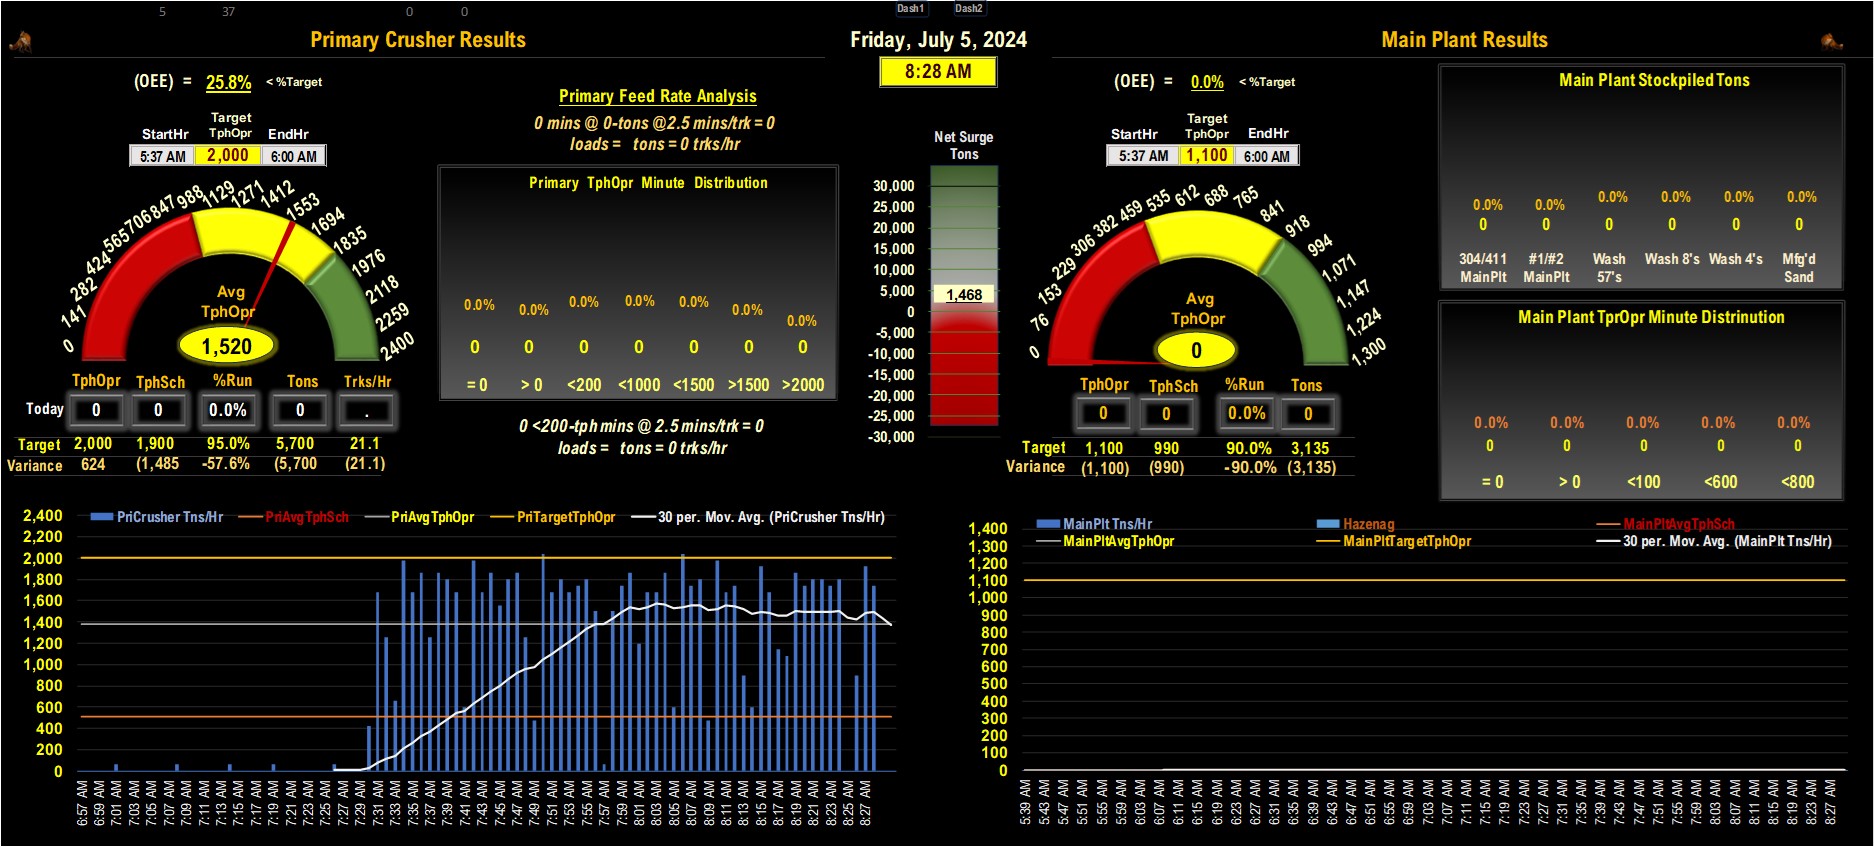 5 37 0 0 Dash1 Dash2
Primary Crusher Results
Friday, July 5, 2024
Main Plant Results
8:28 AM
(OEE) = 25.8% < %Target
StartHr Target TphOpr EndHr
5:37 AM 2,000 6:00 AM
0 141 282 424 565 706 847 988 1129 1271 1412 1553 1694 1835 1976 2118 2259 2400
Avg
TphOpr
1,520
TphOpr TphSch %Run Tons Trks/Hr
Today 0 0 0.0% 0 .
Target 2,000 1,900 95.0% 5,700 21.1
Variance 624 (1,485 -57.6% (5,700 (21.1)
Primary Feed Rate Analysis
0 mins @ 0-tons @2.5 mins/trk = 0
loads = tons = 0 trks/hr
Primary TphOpr Minute Distribution
0.0% 0.0% 0.0% 0.0% 0.0% 0.0% 0.0%
0 0 0 0 0 0 0
= 0 > 0 <200 <1000 <1500 >1500 >2000
0 <200-tph mins @ 2.5 mins/trk = 0
loads = tons = 0 trks/hr
Net Surge
Tons
30,000
25,000
20,000
15,000
10,000
5,000
1,468
0
-5,000
-10,000
-15,000
-20,000
-25,000
-30,000
(OEE) = 0.0% < %Target
StartHr Target TphOpr EndHr
5:37 AM 1,100 6:00 AM
0 76 153 229 306 382 459 535 612 688 765 841 918 994 1,071 1,147 1,224 1,300
Avg
TphOpr
0
TphOpr TphSch %Run Tons
0 0 0.0% 0
Target 1,100 990 90.0% 3,135
Variance (1,100) (990) -90.0% (3,135)
Main Plant Stockpiled Tons
0.0% 0.0% 0.0% 0.0% 0.0% 0.0%
0 0 0 0 0 0
304/411 #1/#2 Wash Wash 8's Wash 4's Mfg'd
MainPlt MainPlt 57's Sand
Main Plant TprOpr Minute Distrinution
0.0% 0.0% 0.0% 0.0% 0.0%
0 0 0 0 0
= 0 > 0 <100 <600 <800
PriCrusher Tns/Hr PriAvgTphSch PriAvgTphOpr PriTargetTphOpr 30 per. Mov. Avg. (PriCrusher Tns/Hr)
2,400
2,200
2,000
1,800
1,600
1,400
1,200
1,000
800
600
400
200
0
6:57 AM 6:59 AM 7:01 AM 7:03 AM 7:05 AM 7:07 AM 7:09 AM 7:11 AM 7:13 AM 7:15 AM 7:17 AM 7:19 AM 7:21 AM 7:23 AM 7:25 AM 7:27 AM 7:29 AM 7:31 AM 7:33 AM 7:35 AM 7:37 AM 7:39 AM 7:41 AM 7:43 AM 7:45 AM 7:47 AM 7:49 AM 7:51 AM 7:53 AM 7:55 AM 7:57 AM 7:59 AM 8:01 AM 8:03 AM 8:05 AM 8:07 AM 8:09 AM 8:11 AM 8:13 AM 8:15 AM 8:17 AM 8:19 AM 8:21 AM 8:23 AM 8:25 AM 8:27 AM
MainPlt Tns/Hr Hazenag MainPltAvgTphSch
MainPltAvgTphOpr MainPltTargetTphOpr 30 per. Mov. Avg. (MainPlt Tns/Hr)
1,400
1,300
1,200
1,100
1,000
900
800
700
600
500
400
300
200
100
0
5:39 AM 5:43 AM 5:47 AM 5:51 AM 5:55 AM 5:59 AM 6:03 AM 6:07 AM 6:11 AM 6:15 AM 6:19 AM 6:23 AM 6:27 AM 6:31 AM 6:35 AM 6:39 AM 6:43 AM 6:47 AM 6:51 AM 6:55 AM 6:59 AM 7:03 AM 7:07 AM 7:11 AM 7:15 AM 7:19 AM 7:23 AM 7:27 AM 7:31 AM 7:35 AM 7:39 AM 7:43 AM 7:47 AM 7:51 AM 7:55 AM 7:59 AM 8:03 AM 8:07 AM 8:11 AM 8:15 AM 8:19 AM 8:23 AM 8:27 AM